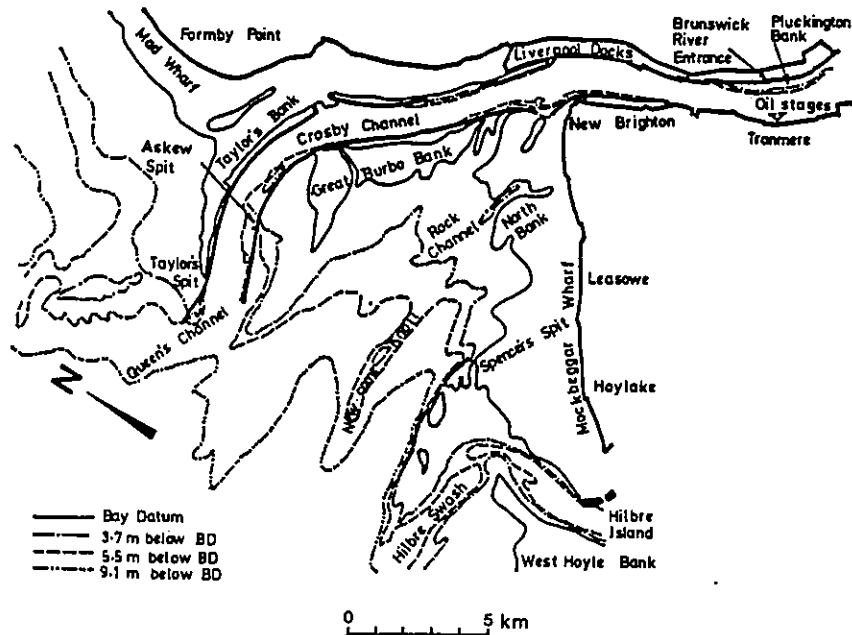 Formby Point
Mad Wharf
Liverpool Docks
Brunswick
River
Entrance
Pluckington
Bank
Oil stages
Tranmere
New Brighton
Taylor's Bank
Crosby Channel
Askew
Spit
Great Burbo Bank
Rock
Channel
North
Bank
Taylor's
Spit
Queen's Channel
Spencer's Spit
Mockbeggar Wharf
Leasowe
Hoylake
N
Hilbre Swash
Hilbre
Island
West Hoyle Bank
Bay Datum
3·7 m below BD
5·5 m below BD
9·1 m below BD
0 5 km